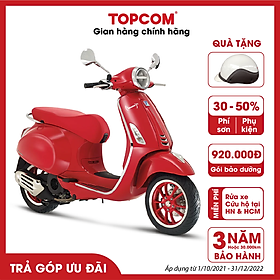 TOPCOM®
Gian hàng chính hãng
QUÀ TẶNG
30 - 50%
Phí sơn
Phụ kiện
920.000Đ
Gói bảo dưỡng
MIỄN PHÍ
Rửa xe
Cứu hộ tại
HN & HCM
3 NĂM
Hoặc 30.000km
BẢO HÀNH
TRẢ GÓP ƯU ĐÃI
Áp dụng từ 1/10/2021 - 31/12/2022